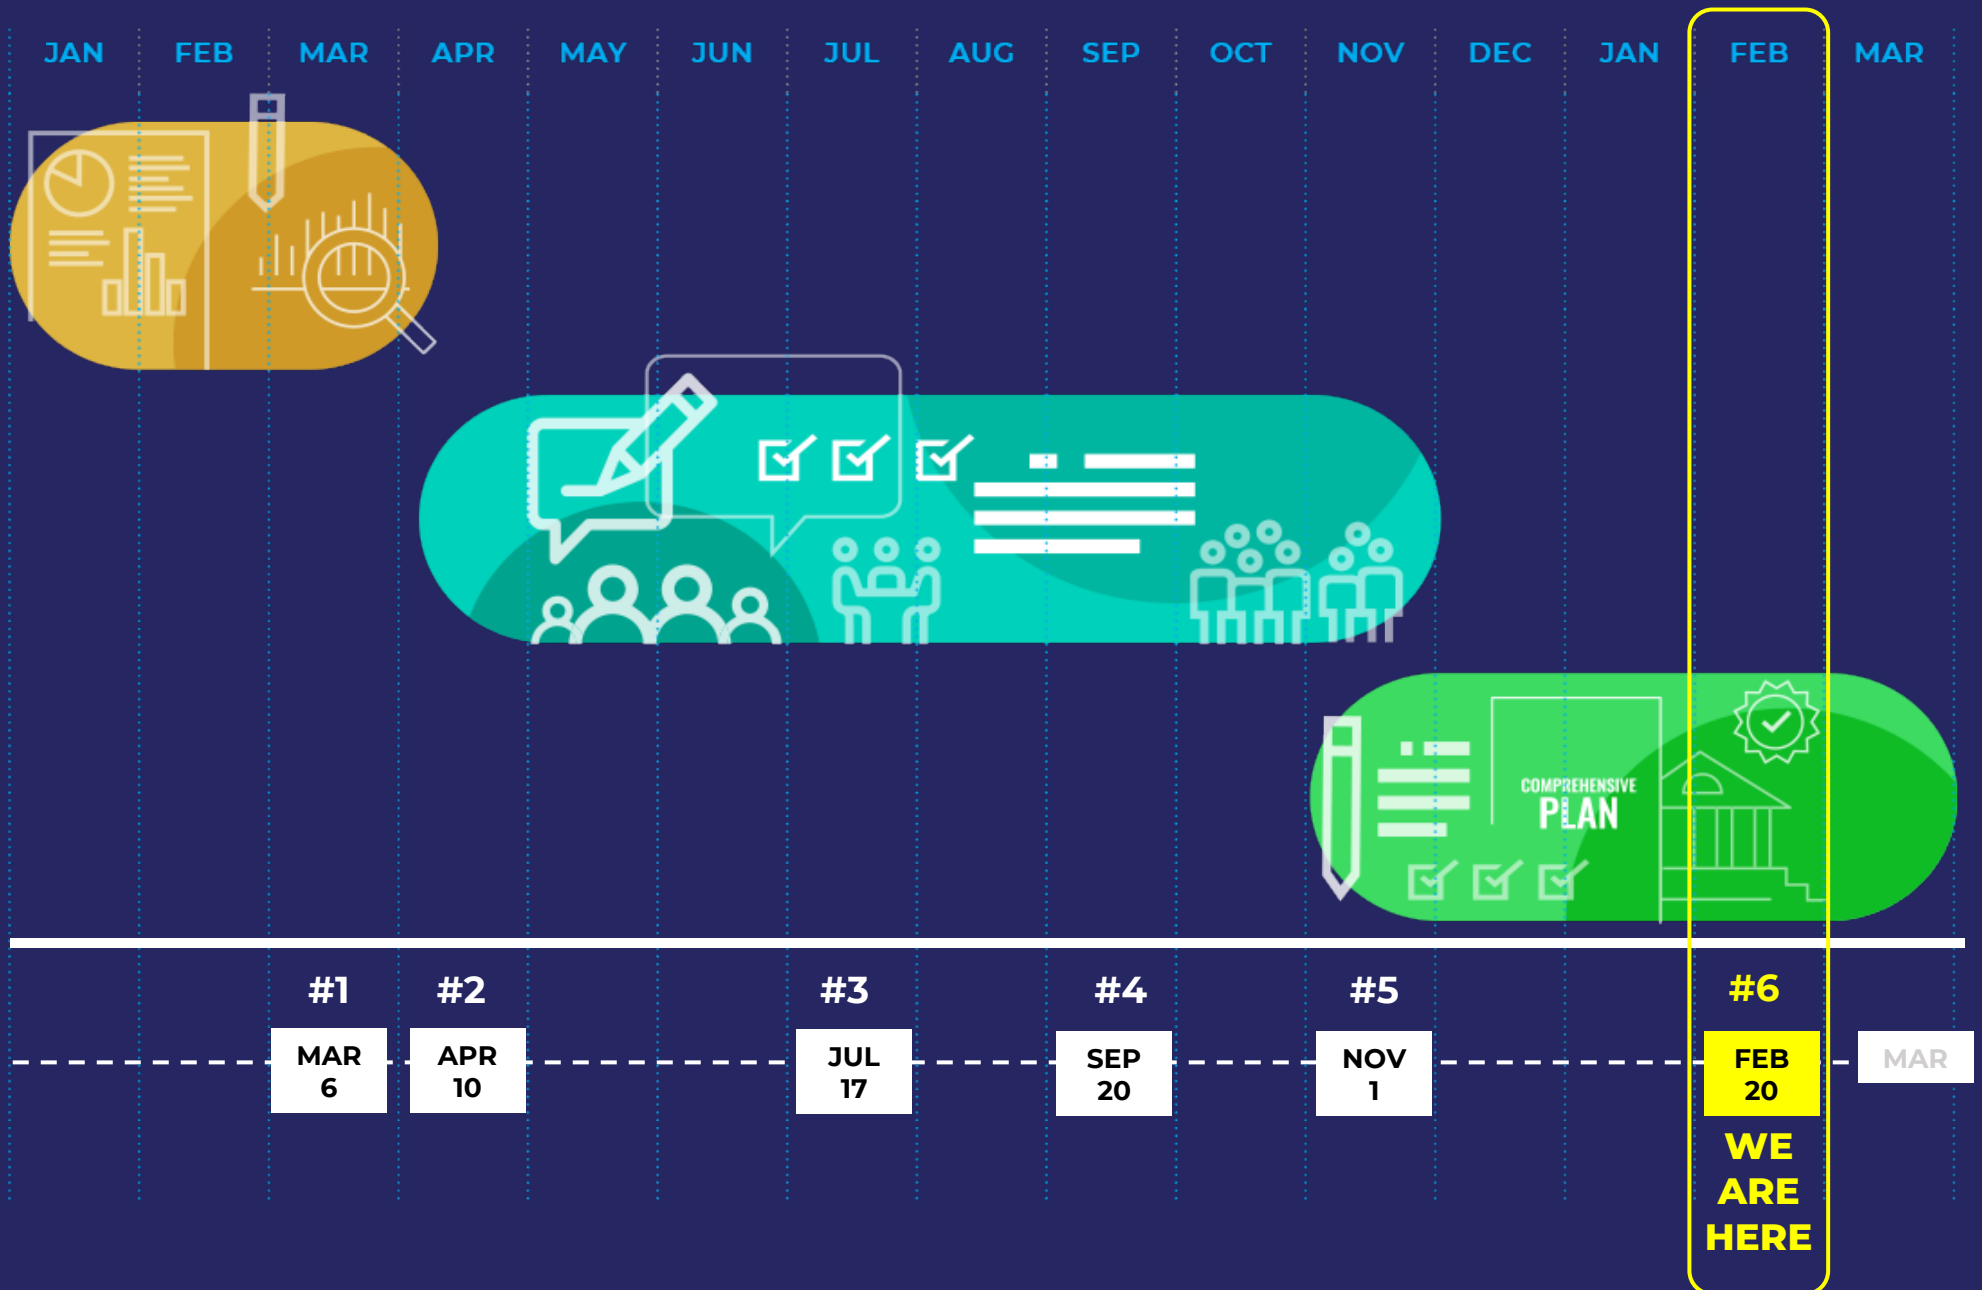 JAN FEB MAR APR MAY JUN JUL AUG SEP OCT NOV DEC JAN FEB MAR
COMPREHENSIVE
PLAN
#1 #2 #3 #4 #5 #6
MAR APR JUL SEP NOV FEB MAR
6 10 17 20 1 20
WE
ARE
HERE